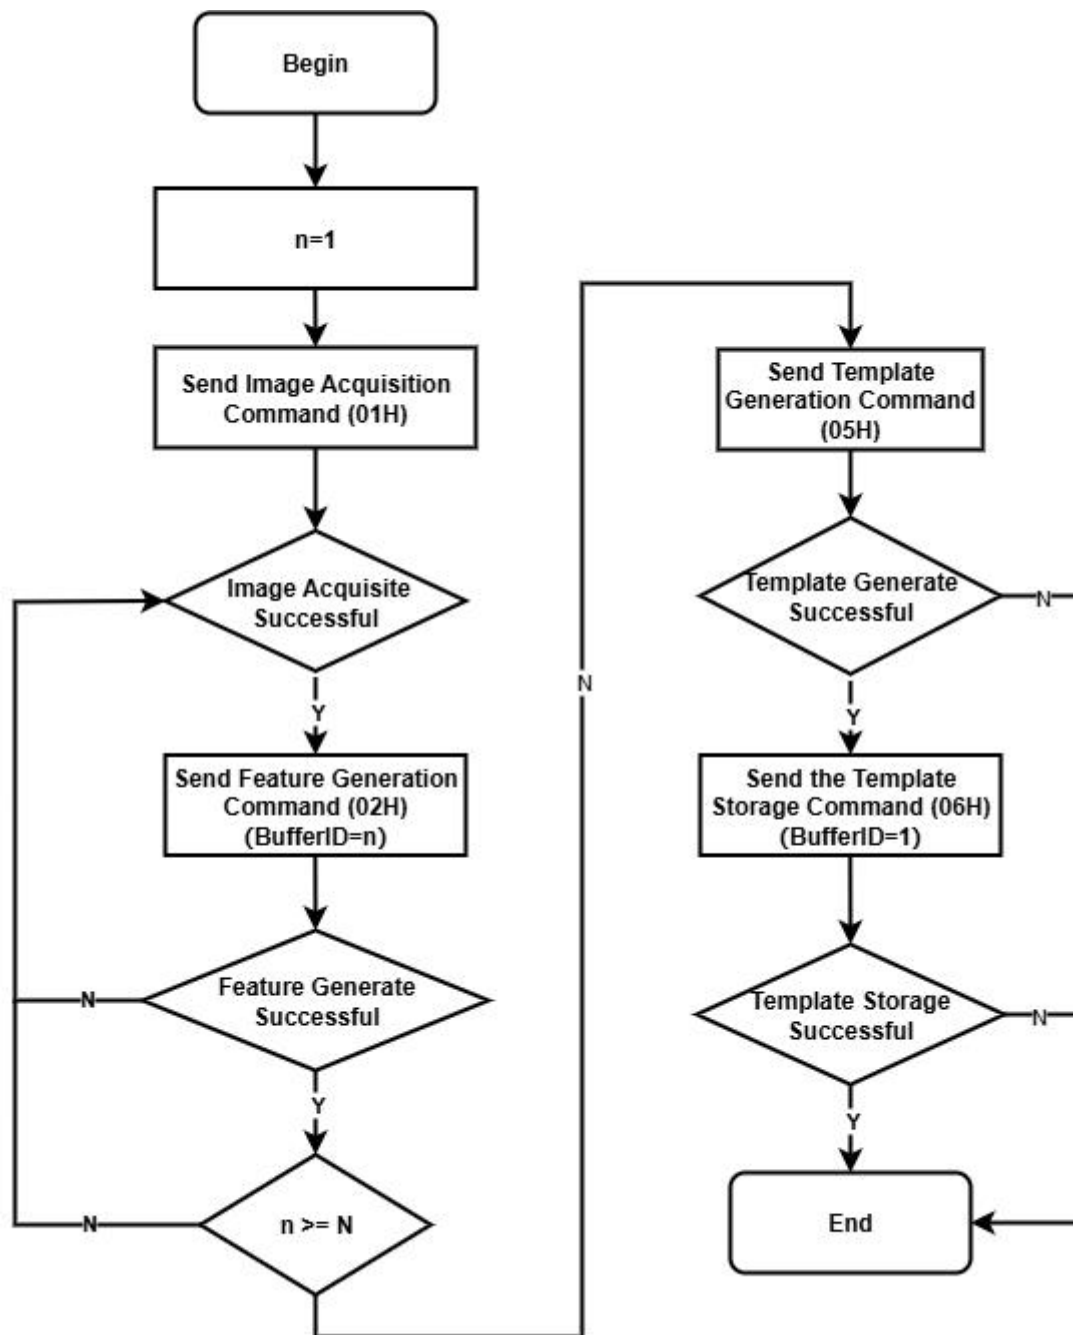 Begin
n=1
Send Image Acquisition
Command (01H)
Image Acquisite
Successful
Y
Send Feature Generation
Command (02H)
(BufferID=n)
Feature Generate
Successful
N
Y
n >= N
N
N
Send Template
Generation Command
(05H)
Template Generate
Successful
N
Y
Send the Template
Storage Command (06H)
(BufferID=1)
Template Storage
Successful
N
Y
End